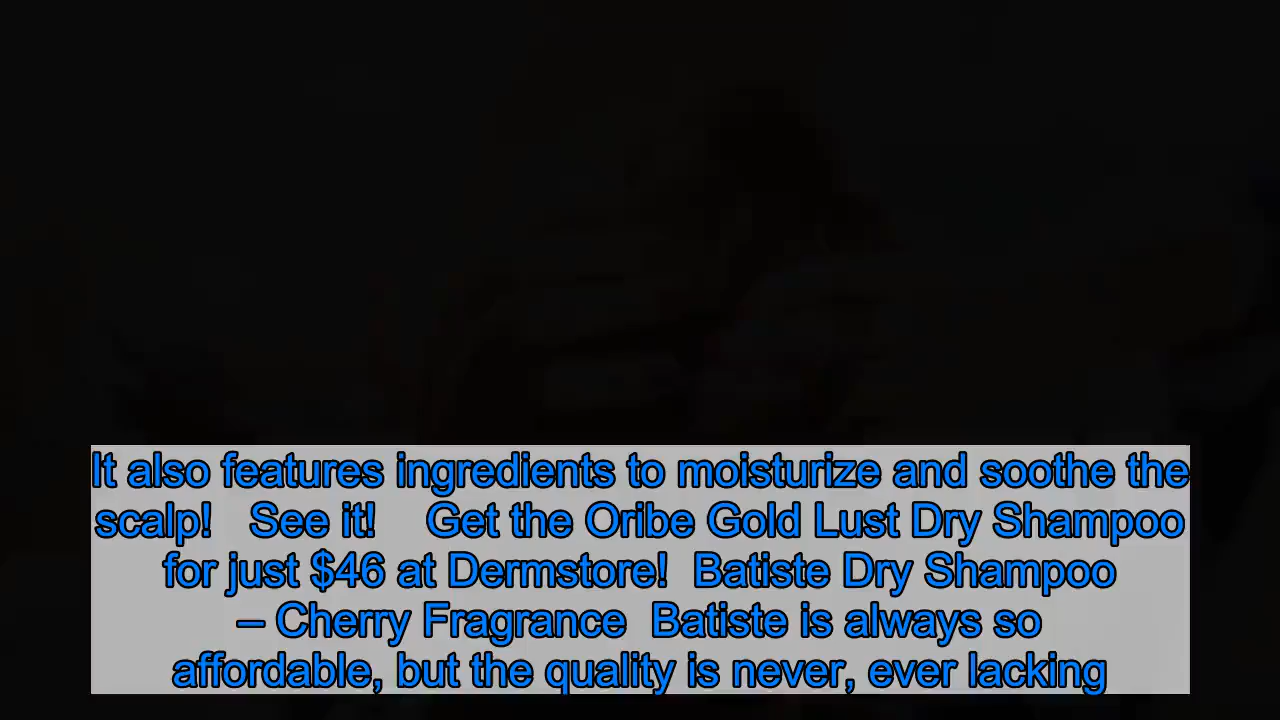 It also features ingredients to moisturize and soothe the
scalp!   See it!    Get the Oribe Gold Lust Dry Shampoo
for just $46 at Dermstore!  Batiste Dry Shampoo
– Cherry Fragrance  Batiste is always so
affordable, but the quality is never, ever lacking